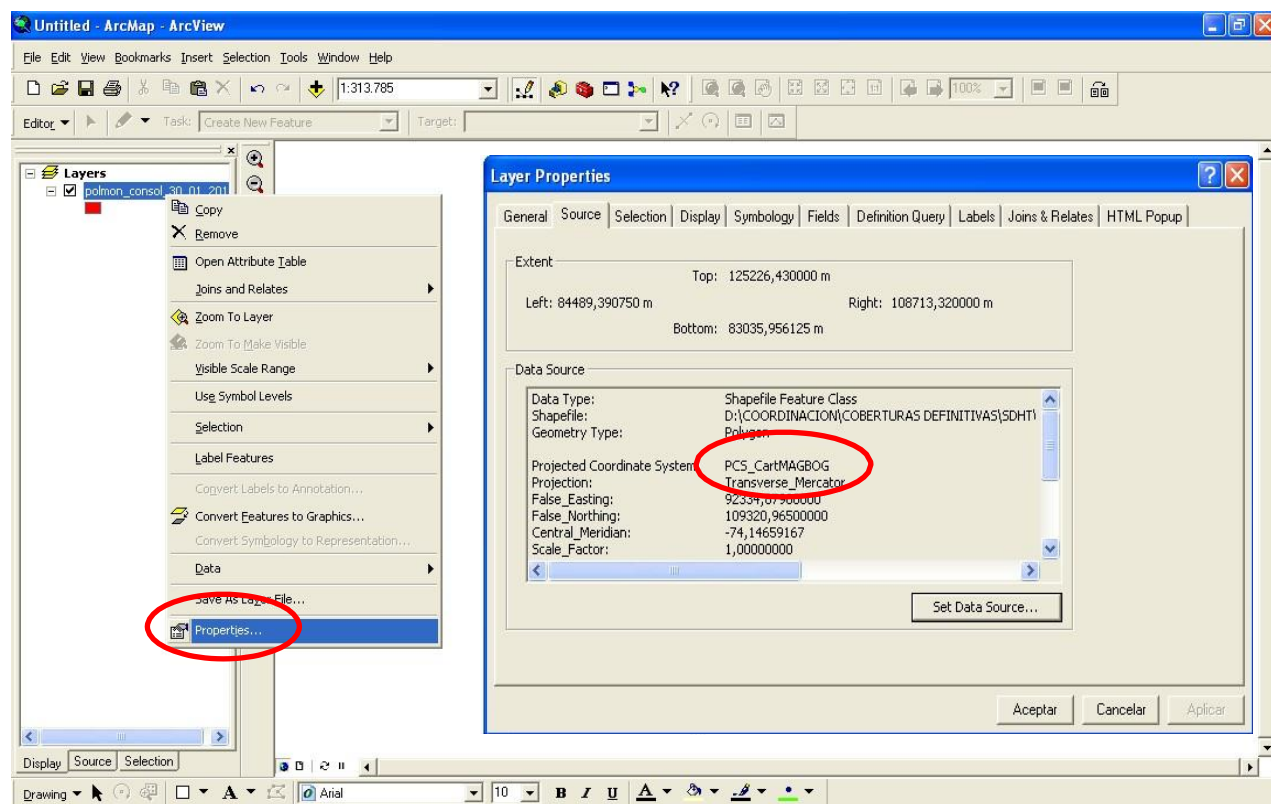 Untitled - ArcMap - ArcView
File Edit View Bookmarks Insert Selection Tools Window Help
1:313.785
100%
Editor Task: Create New Feature Target:
Layers
polmon_consol_30_01_201
Copy
Remove
Open Attribute Table
Joins and Relates
Zoom To Layer
Zoom To Make Visible
Visible Scale Range
Use Symbol Levels
Selection
Label Features
Convert Labels to Annotation...
Convert Features to Graphics...
Convert Symbology to Representation...
Data
Save As Layer File...
Properties...
Layer Properties
General Source Selection Display Symbology Fields Definition Query Labels Joins & Relates HTML Popup
Extent
Top: 125226,430000 m
Left: 84489,390750 m Right: 108713,320000 m
Bottom: 83035,956125 m
Data Source
Data Type: Shapefile Feature Class
Shapefile: D:\COORDINACION\COBERTURAS DEFINITIVAS\SDHT\
Geometry Type: Polygon
Projected Coordinate System: PCS_CartMAGBOG
Projection: Transverse_Mercator
False_Easting: 92334,87900000
False_Northing: 109320,96500000
Central_Meridian: -74,14659167
Scale_Factor: 1,00000000
Set Data Source...
Aceptar Cancelar Aplicar
Display Source Selection
Drawing A Arial 10 B I U A